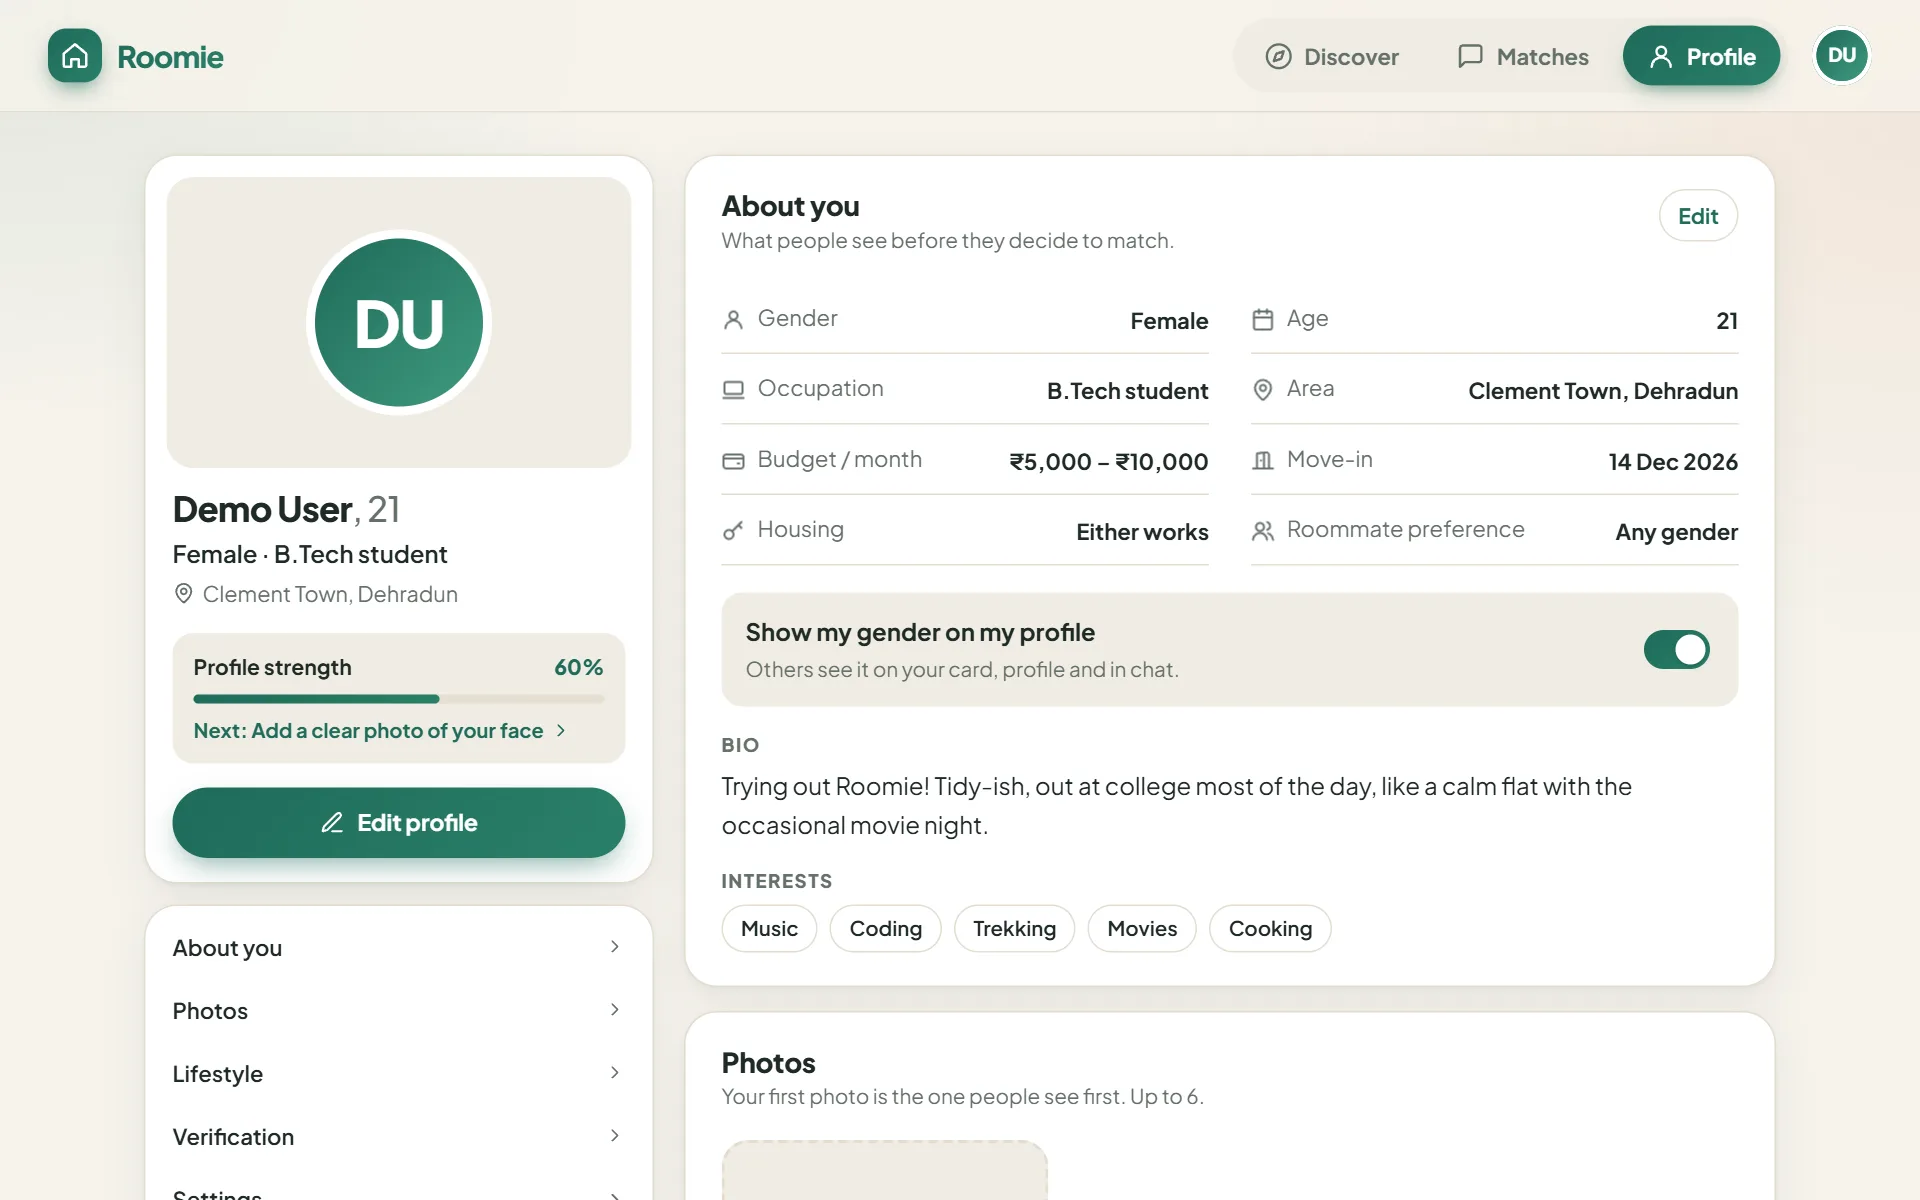 Roomie
Discover
Matches
Profile
DU
DU
Demo User, 21
Female · B.Tech student
Clement Town, Dehradun
Profile strength 60%
Next: Add a clear photo of your face
Edit profile
About you
Photos
Lifestyle
Verification
Settings
About you
What people see before they decide to match.
Edit
Gender Female
Age 21
Occupation B.Tech student
Area Clement Town, Dehradun
Budget / month ₹5,000 – ₹10,000
Move-in 14 Dec 2026
Housing Either works
Roommate preference Any gender
Show my gender on my profile
Others see it on your card, profile and in chat.
BIO
Trying out Roomie! Tidy-ish, out at college most of the day, like a calm flat with the
occasional movie night.
INTERESTS
Music Coding Trekking Movies Cooking
Photos
Your first photo is the one people see first. Up to 6.